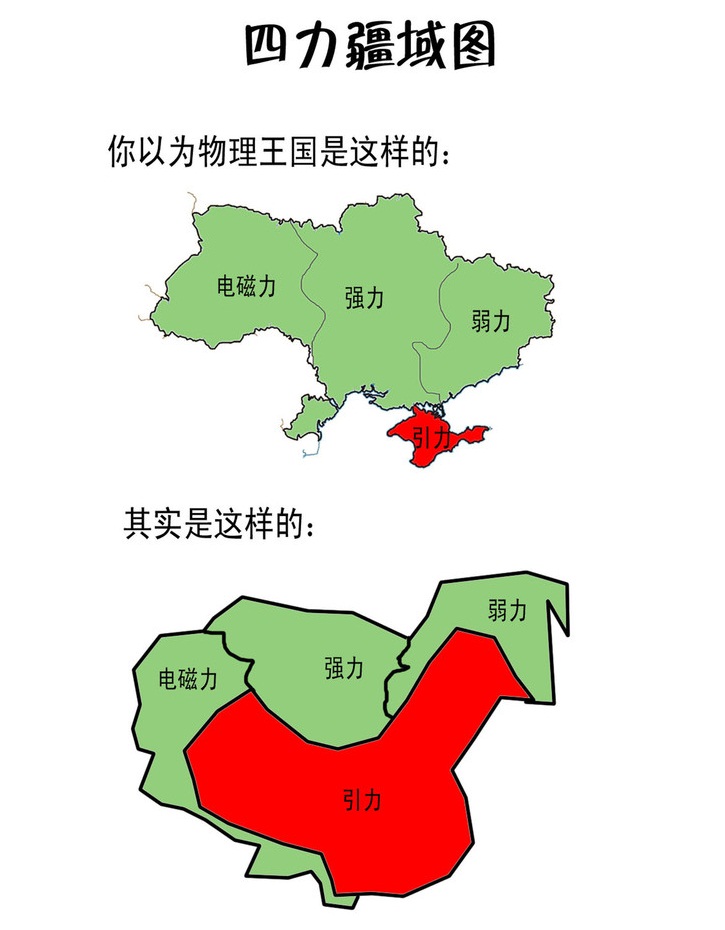 四力疆域图
你以为物理王国是这样的：
电磁力
强力
弱力
引力
其实是这样的：
弱力
强力
电磁力
引力